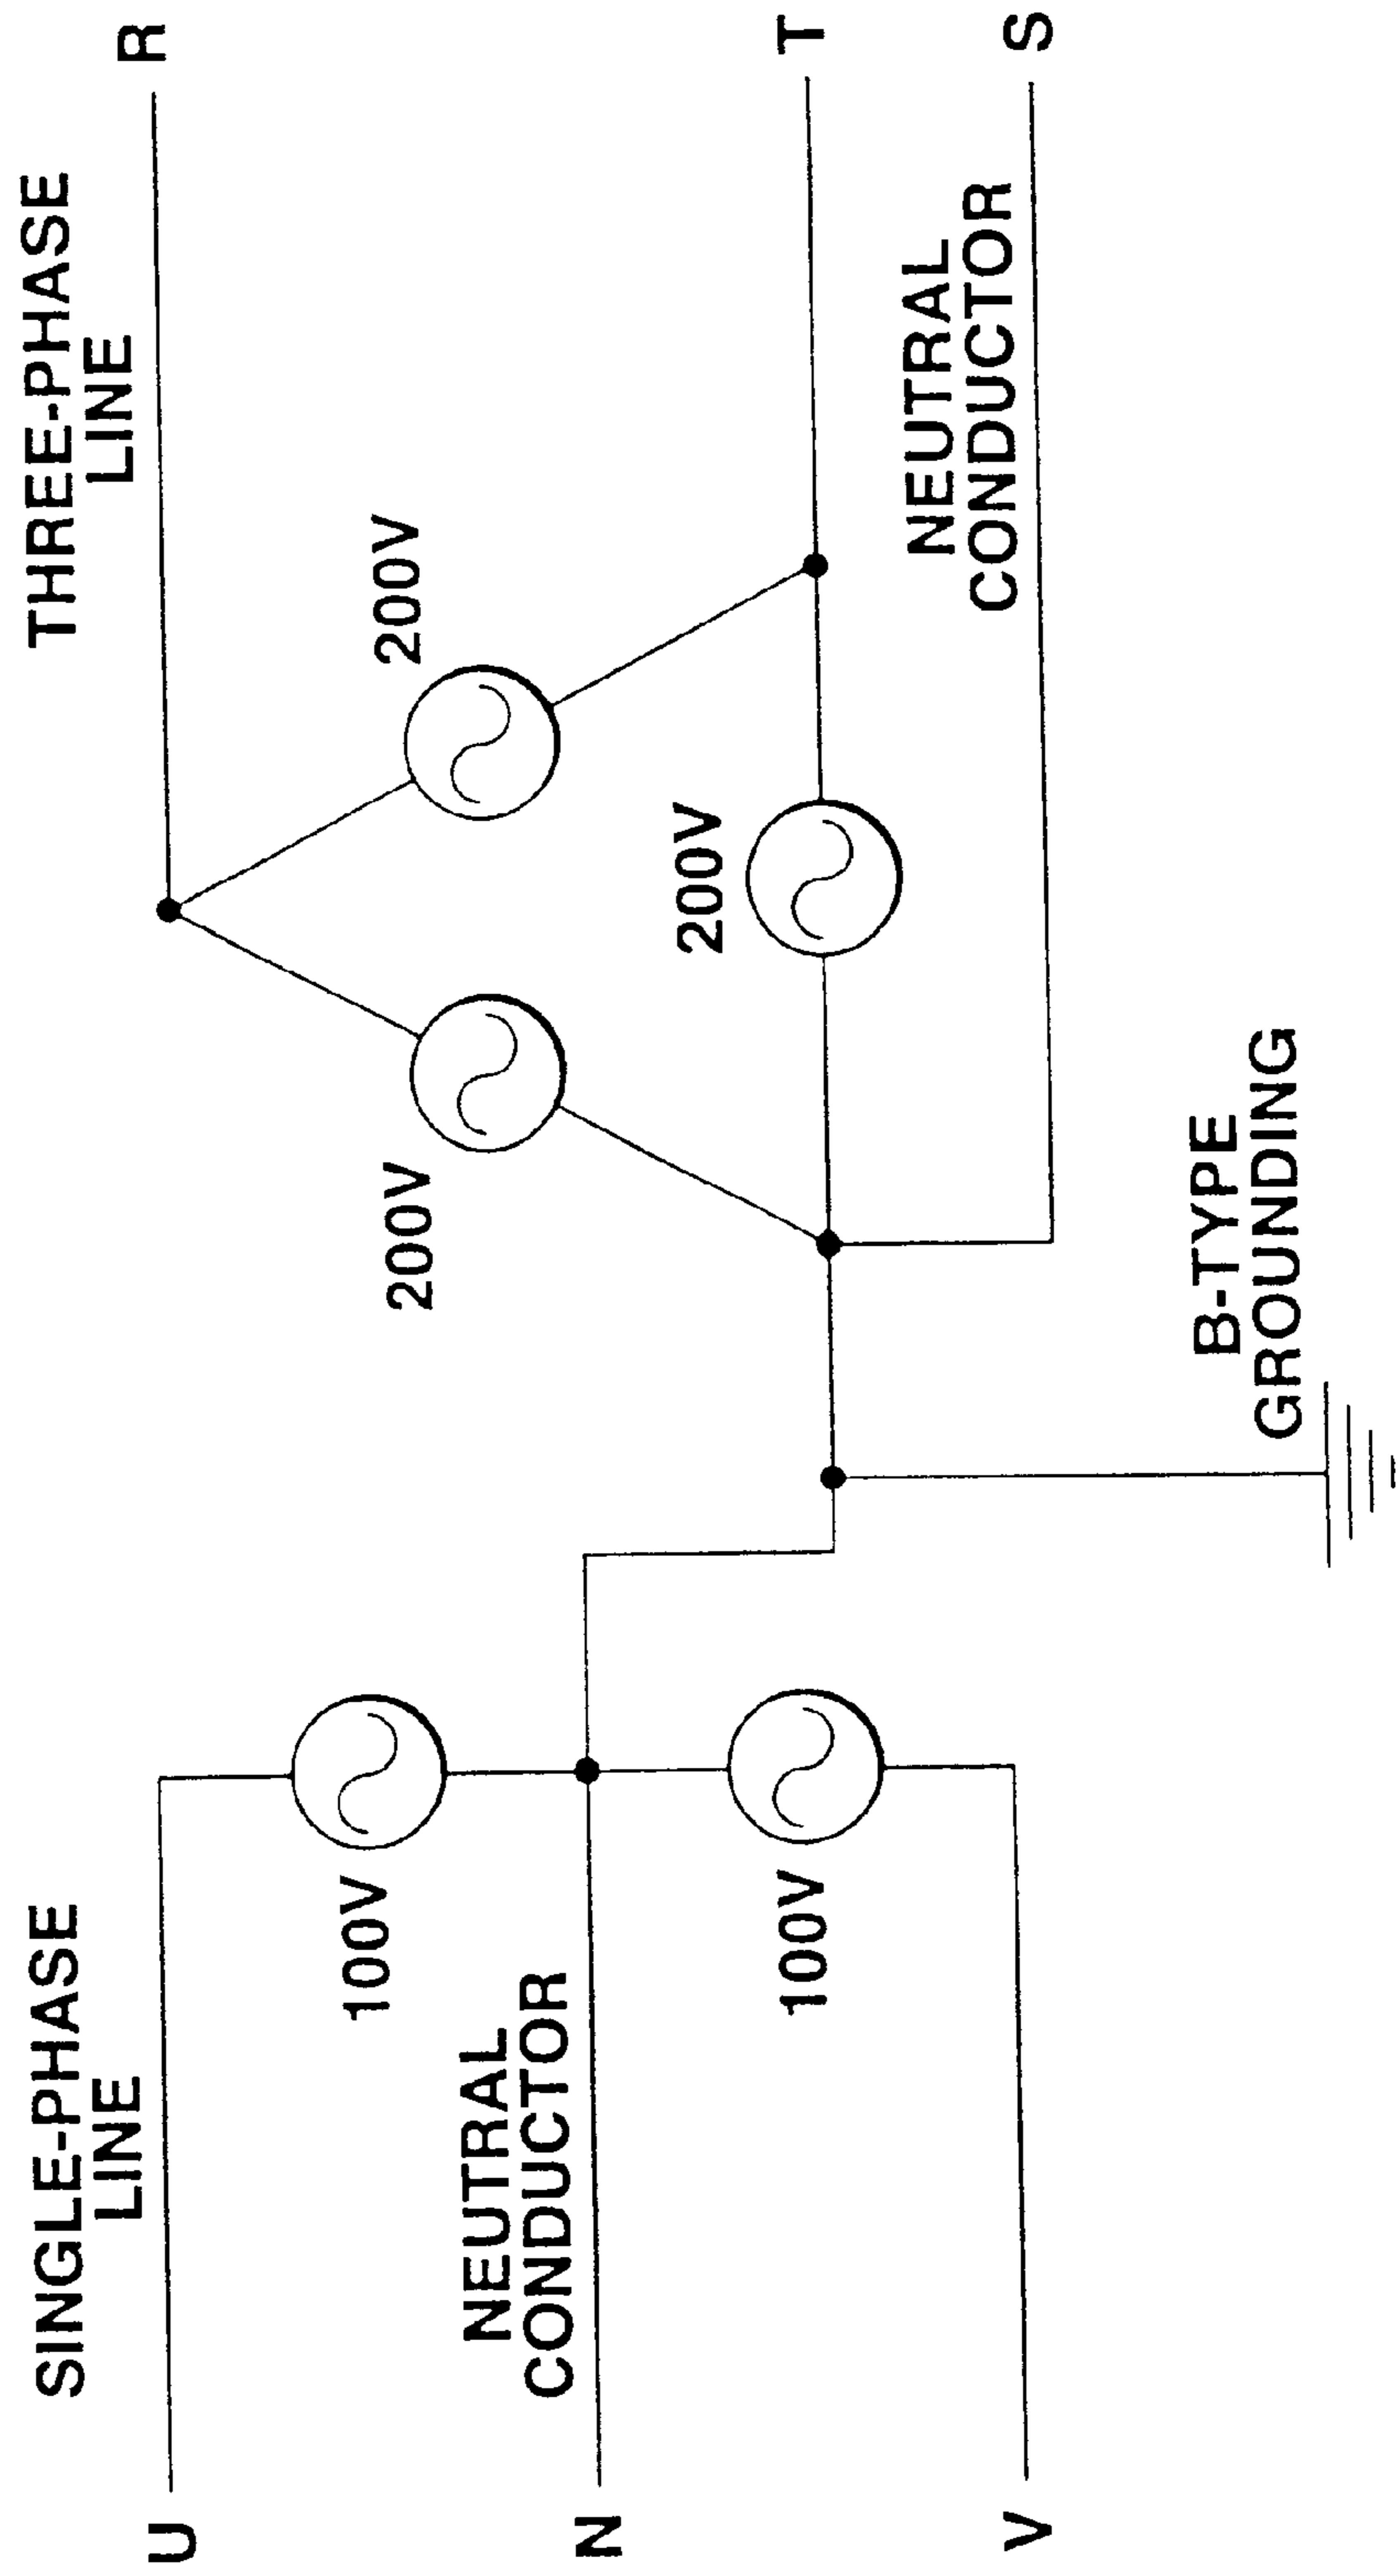 SINGLE-PHASE
LINE
THREE-PHASE
LINE
U
R
100V
200V
200V
NEUTRAL
CONDUCTOR
N
200V
100V
T
NEUTRAL
CONDUCTOR
V
S
B-TYPE
GROUNDING